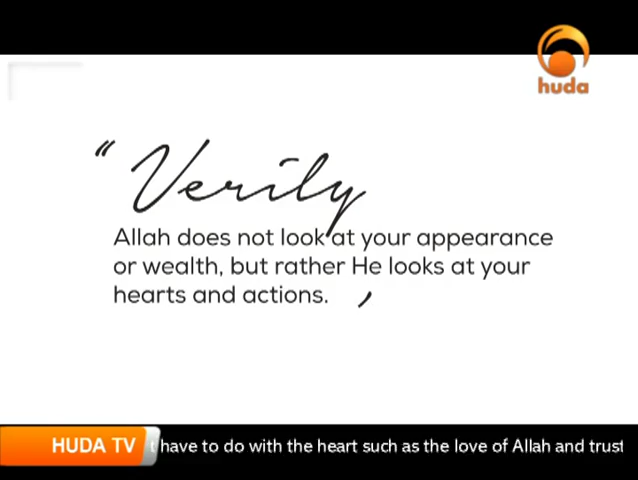 huda
“ Verily
Allah does not look at your appearance
or wealth, but rather He looks at your
hearts and actions. ,
HUDA TV t have to do with the heart such as the love of Allah and trust